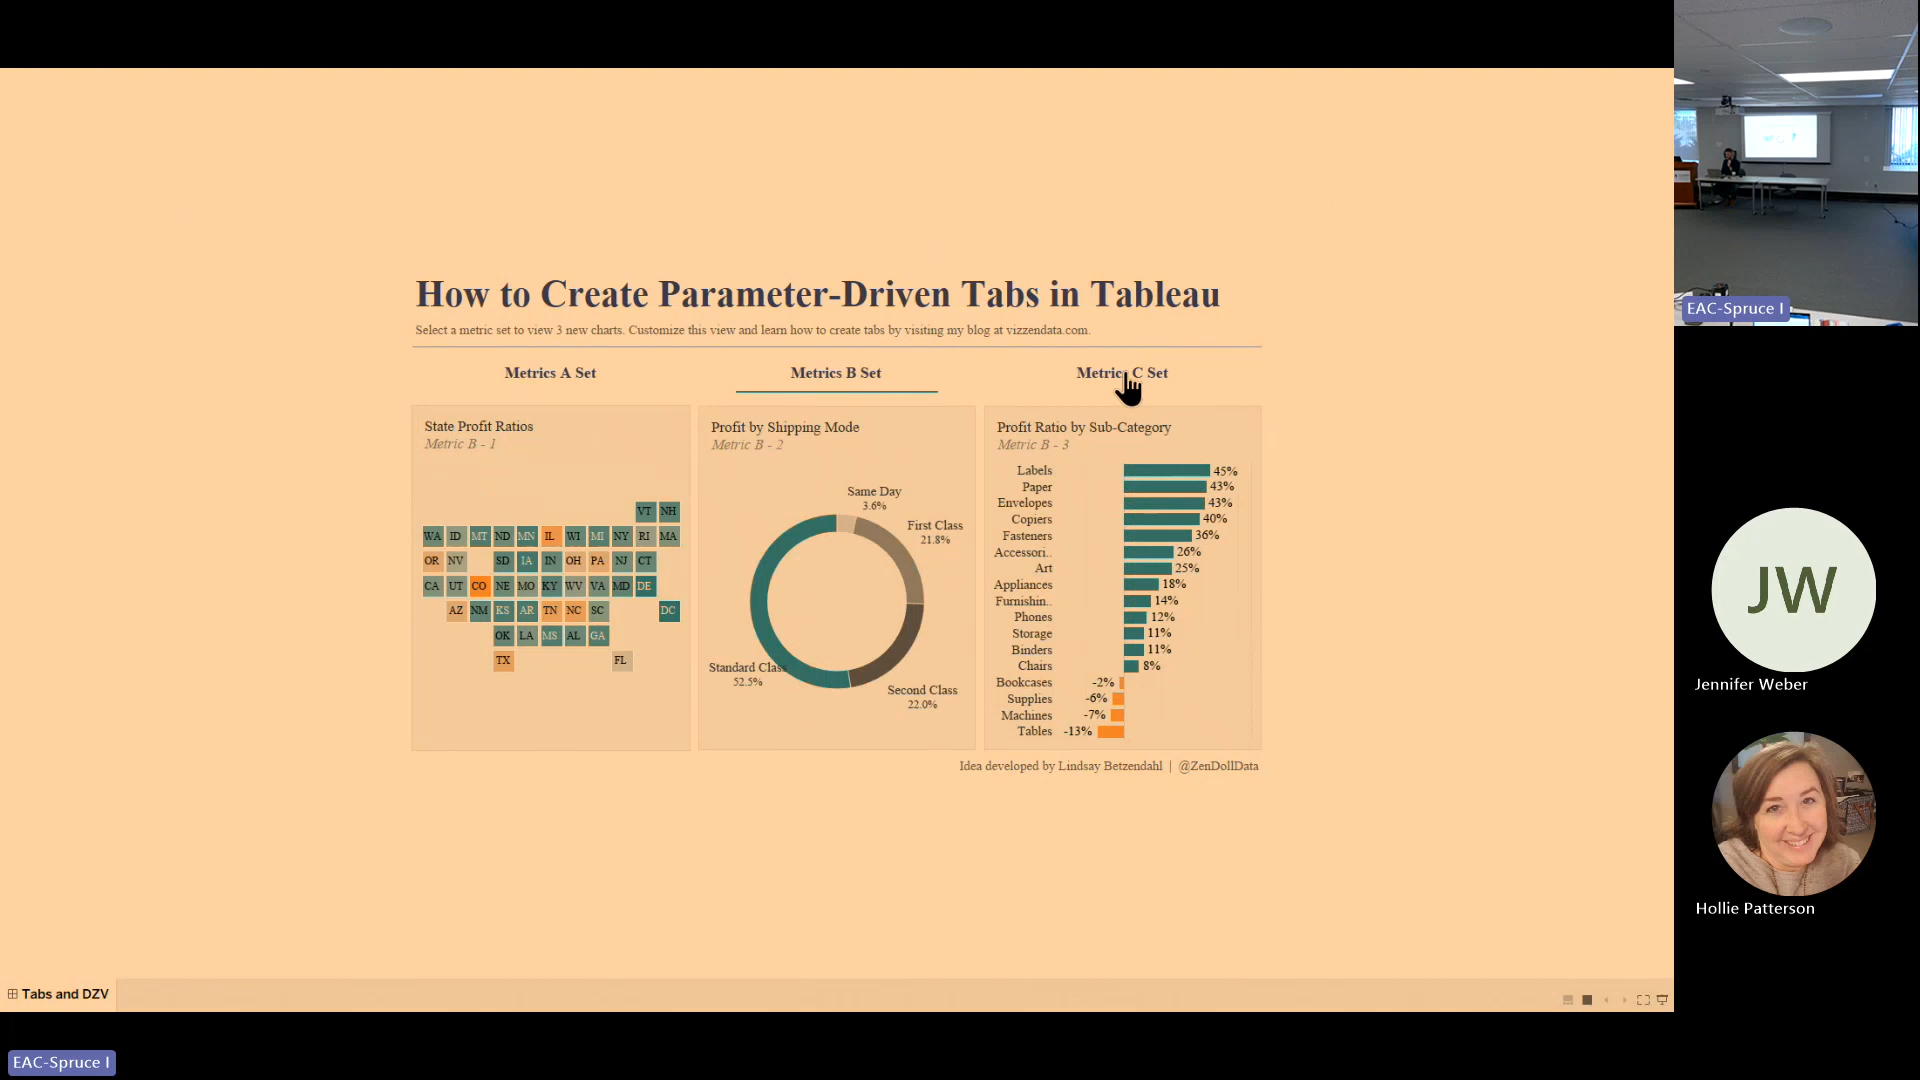 How to Create Parameter-Driven Tabs in Tableau
Select a metric set to view 3 new charts. Customize this view and learn how to create tabs by visiting my blog at vizzendata.com.
Metrics A Set
Metrics B Set
Metrics C Set
State Profit Ratios
Metric B - 1
VT NH
WA ID MT ND MN IL WI MI NY RI MA
OR NV SD IA IN OH PA NJ CT
CA UT CO NE MO KY WV VA MD DE
AZ NM KS AR TN NC SC DC
OK LA MS AL GA
TX FL
Profit by Shipping Mode
Metric B - 2
Same Day
3.6%
First Class
21.8%
Standard Class
52.5%
Second Class
22.0%
Profit Ratio by Sub-Category
Metric B - 3
Labels 45%
Paper 43%
Envelopes 43%
Copiers 40%
Fasteners 36%
Accessori.. 26%
Art 25%
Appliances 18%
Furnishin.. 14%
Phones 12%
Storage 11%
Binders 11%
Chairs 8%
Bookcases -2%
Supplies -6%
Machines -7%
Tables -13%
Idea developed by Lindsay Betzendahl | @ZenDollData
Tabs and DZV
EAC-Spruce I
EAC-Spruce I
JW
Jennifer Weber
Hollie Patterson